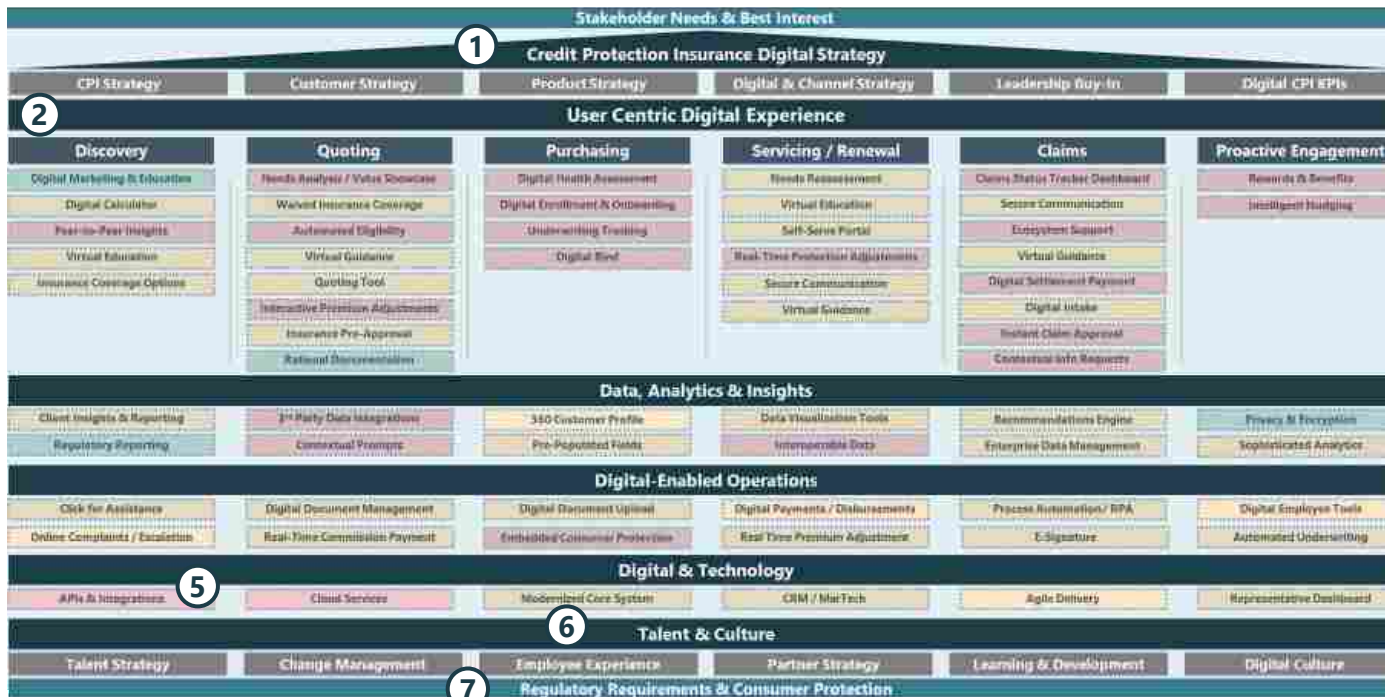 Stakeholder Needs & Best Interest
1
Credit Protection Insurance Digital Strategy
CPI Strategy
Customer Strategy
Product Strategy
Digital & Channel Strategy
Leadership Buy-In
Digital CPI KPIs
2
User Centric Digital Experience
Discovery
Digital Marketing & Education
Digital Calculator
Peer-to-Peer Insights
Virtual Education
Insurance Coverage Options
Quoting
Needs Analysis / Value Showcase
Waived Insurance Coverage
Automated Eligibility
Virtual Guidance
Quoting Tool
Interactive Premium Adjustments
Insurance Pre-Approval
Rational Documentation
Purchasing
Digital Health Assessment
Digital Enrollment & Onboarding
Underwriting Tracking
Digital Bind
Servicing / Renewal
Needs Reassessment
Virtual Education
Self-Serve Portal
Real-Time Protection Adjustments
Secure Communication
Virtual Guidance
Claims
Claims Status Tracker Dashboard
Secure Communication
Ecosystem Support
Virtual Guidance
Digital Settlement Payment
Digital Intake
Instant Claim Approval
Contextual Info Requests
Proactive Engagement
Rewards & Benefits
Intelligent Nudging
Data, Analytics & Insights
Client Insights & Reporting
3rd Party Data Integrations
360 Customer Profile
Data Visualization Tools
Recommendations Engine
Privacy & Encryption
Regulatory Reporting
Contextual Prompts
Pre-Populated Fields
Interoperable Data
Enterprise Data Management
Sophisticated Analytics
Digital-Enabled Operations
Click for Assistance
Digital Document Management
Digital Document Upload
Digital Payments / Disbursements
Process Automation/ RPA
Digital Employee Tools
Online Complaints / Escalation
Real-Time Commission Payment
Embedded Consumer Protection
Real Time Premium Adjustment
E-Signature
Automated Underwriting
Digital & Technology
5
APIs & Integrations
Cloud Services
Modernized Core System
CRM / MarTech
Agile Delivery
Representative Dashboard
6
Talent & Culture
Talent Strategy
Change Management
Employee Experience
Partner Strategy
Learning & Development
Digital Culture
7
Regulatory Requirements & Consumer Protection